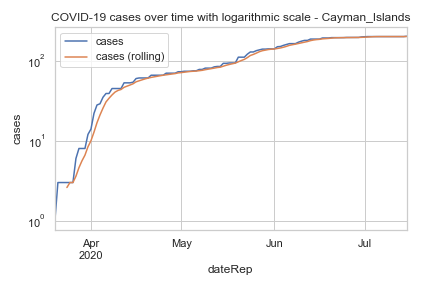 COVID-19 cases over time with logarithmic scale - Cayman_Islands
cases
cases (rolling)
10²
10¹
10⁰
cases
Apr
2020
May
Jun
Jul
dateRep